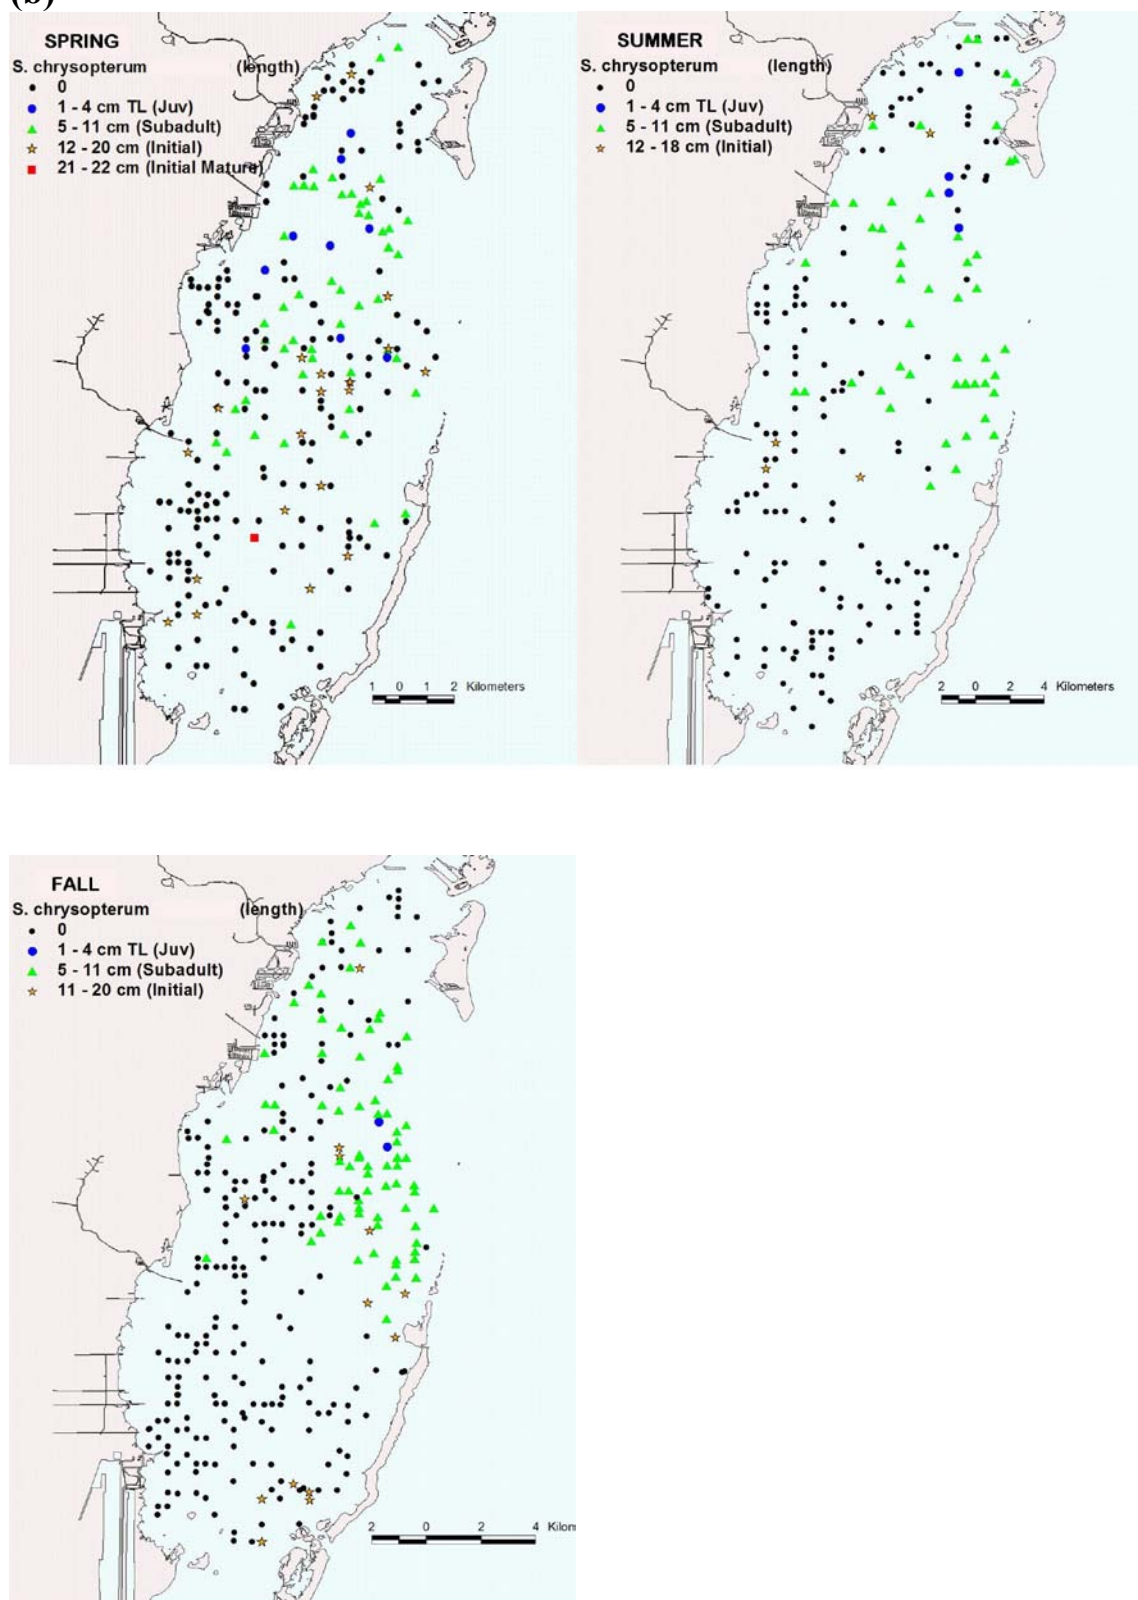 (b)
SPRING
S. chrysopterum (length)
0
1 - 4 cm TL (Juv)
5 - 11 cm (Subadult)
12 - 20 cm (Initial)
21 - 22 cm (Initial Mature)
1 0 1 2 Kilometers
SUMMER
S. chrysopterum (length)
0
1 - 4 cm TL (Juv)
5 - 11 cm (Subadult)
12 - 18 cm (Initial)
2 0 2 4 Kilometers
FALL
S. chrysopterum (length)
0
1 - 4 cm TL (Juv)
5 - 11 cm (Subadult)
11 - 20 cm (Initial)
2 0 2 4 Kilom